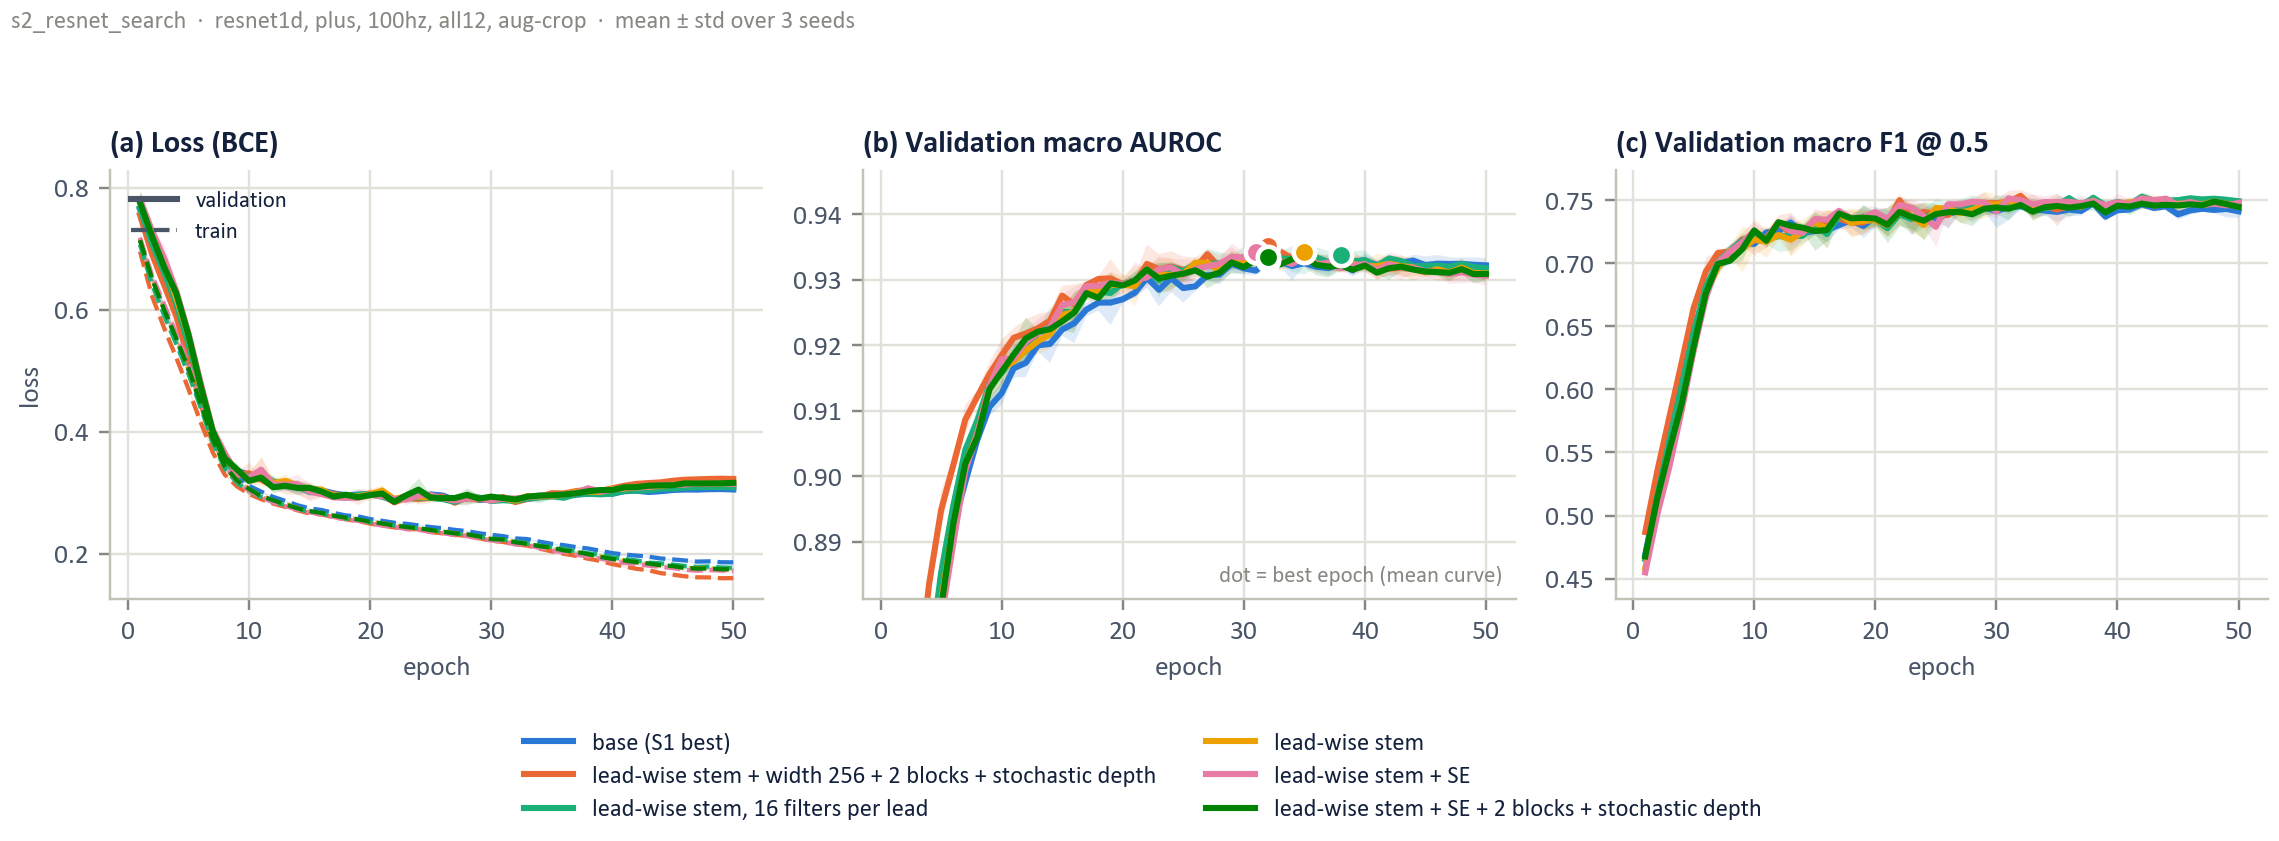 s2_resnet_search · resnet1d, plus, 100hz, all12, aug-crop · mean ± std over 3 seeds
(a) Loss (BCE)
validation
train
0.8
0.6
0.4
0.2
loss
0
10
20
30
40
50
epoch
(b) Validation macro AUROC
0.94
0.93
0.92
0.91
0.90
0.89
dot = best epoch (mean curve)
0
10
20
30
40
50
epoch
(c) Validation macro F1 @ 0.5
0.75
0.70
0.65
0.60
0.55
0.50
0.45
0
10
20
30
40
50
epoch
base (S1 best)
lead-wise stem + width 256 + 2 blocks + stochastic depth
lead-wise stem, 16 filters per lead
lead-wise stem
lead-wise stem + SE
lead-wise stem + SE + 2 blocks + stochastic depth